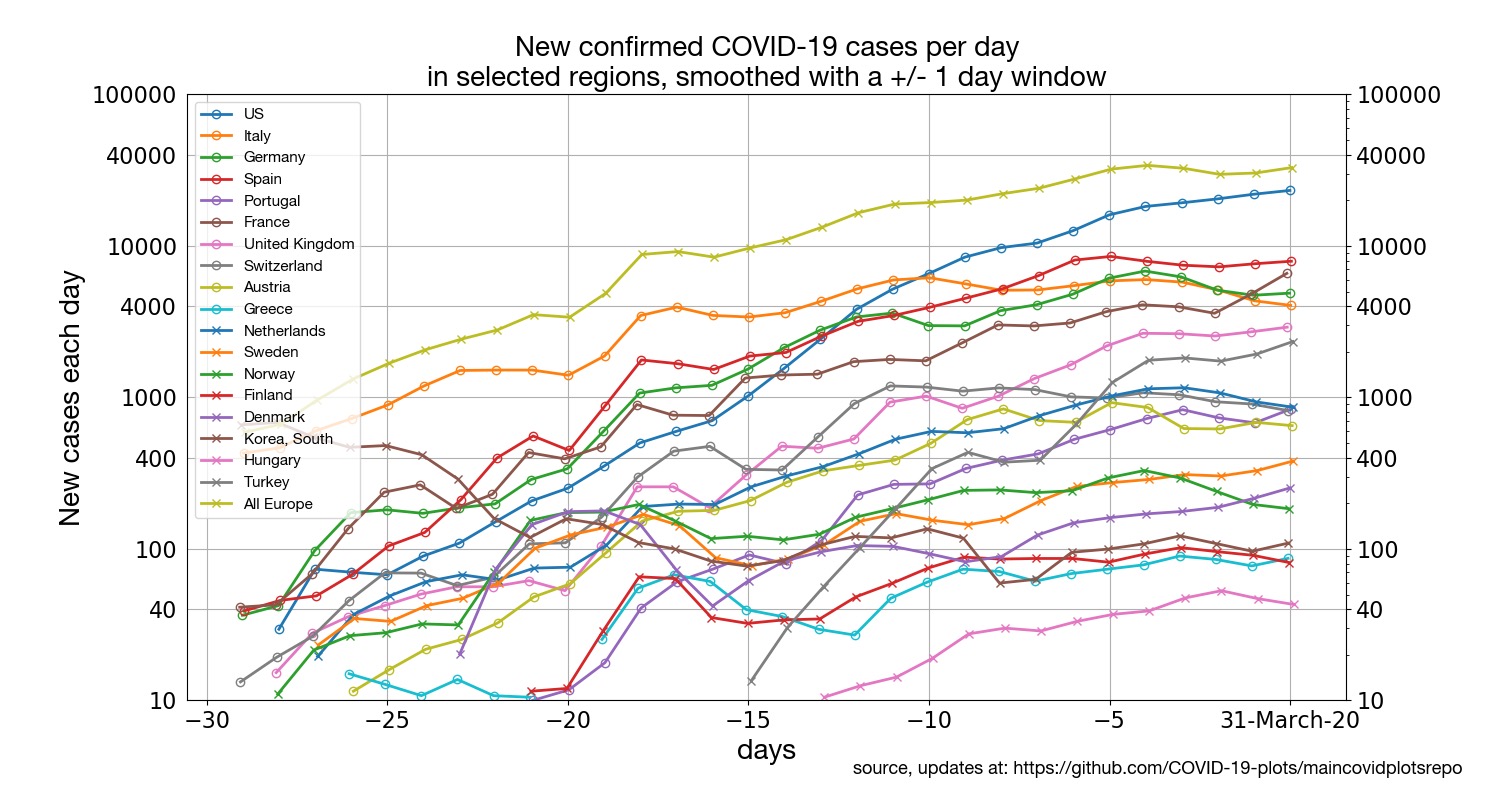 New confirmed COVID-19 cases per day
in selected regions, smoothed with a +/- 1 day window
New cases each day
100000
40000
10000
4000
1000
400
100
40
10
US
Italy
Germany
Spain
Portugal
France
United Kingdom
Switzerland
Austria
Greece
Netherlands
Sweden
Norway
Finland
Denmark
Korea, South
Hungary
Turkey
All Europe
100000
40000
10000
4000
1000
400
100
40
10
−30 −25 −20 −15 −10 −5 31-March-20
days
source, updates at: https://github.com/COVID-19-plots/maincovidplotsrepo